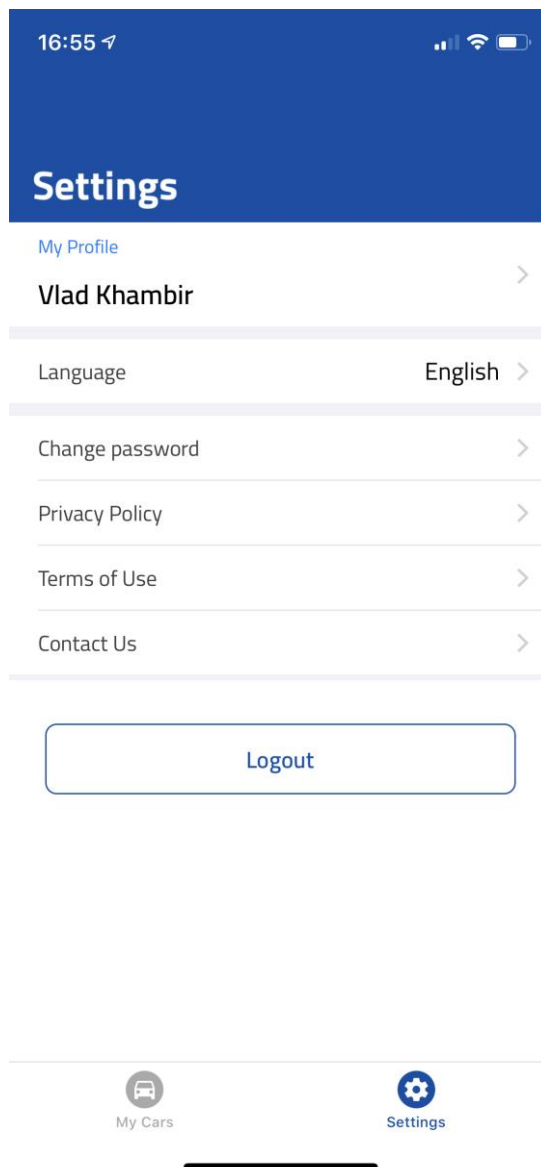 16:55
Settings
My Profile
Vlad Khambir
Language English
Change password
Privacy Policy
Terms of Use
Contact Us
Logout
My Cars Settings